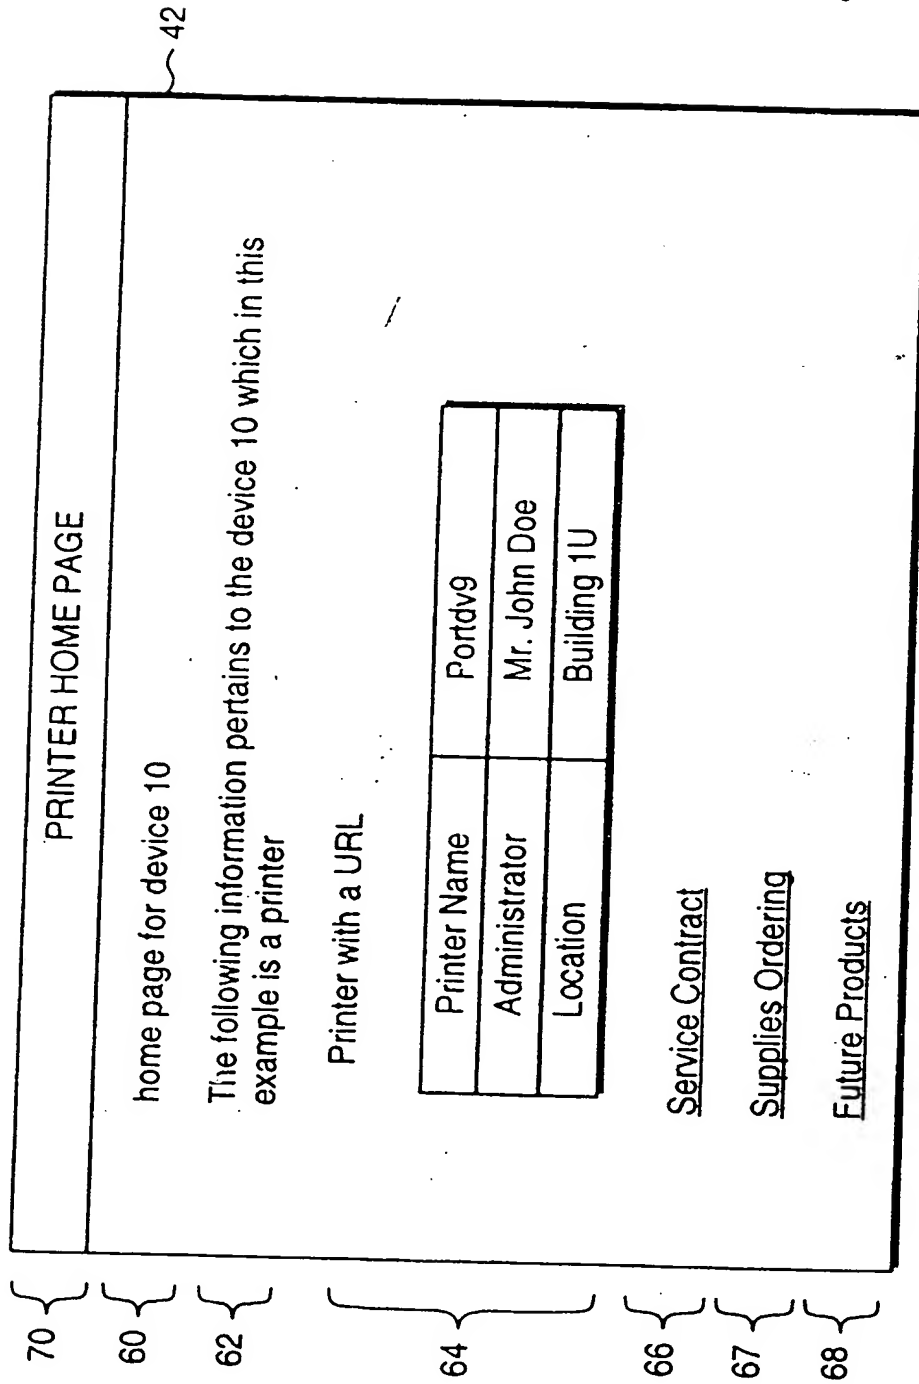 42
70
PRINTER HOME PAGE
60
home page for device 10
62
The following information pertains to the device 10 which in this
example is a printer
64
Printer with a URL
Printer Name Portdv9
Administrator Mr. John Doe
Location Building 1U
66
Service Contract
67
Supplies Ordering
68
Future Products